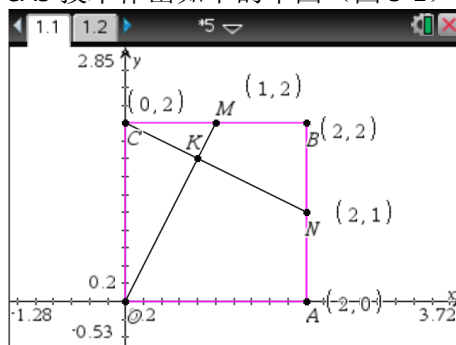 1.1 1.2 *5
2.85 y
(0,2) M (1,2)
C K B (2,2)
N (2,1)
0.2
-1.28 O 0.2 A (2,0) x 3.72
-0.53